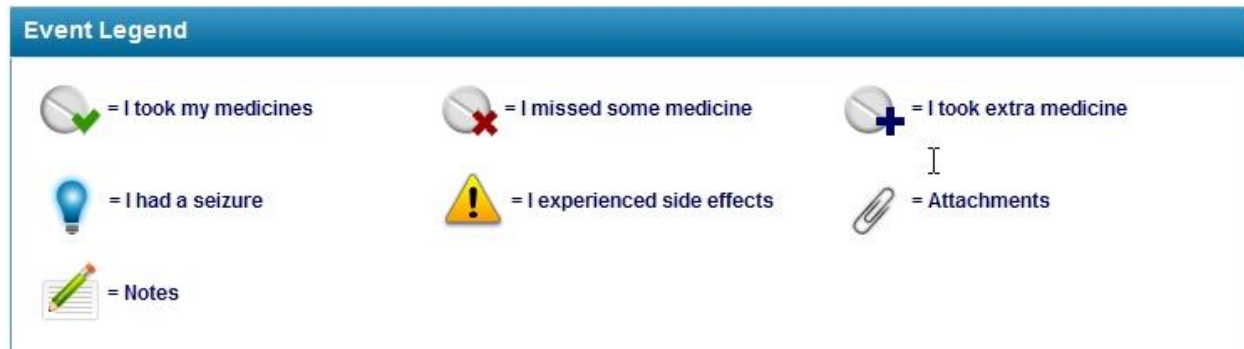 Event Legend
= I took my medicines
= I missed some medicine
= I took extra medicine
= I had a seizure
= I experienced side effects
= Attachments
= Notes